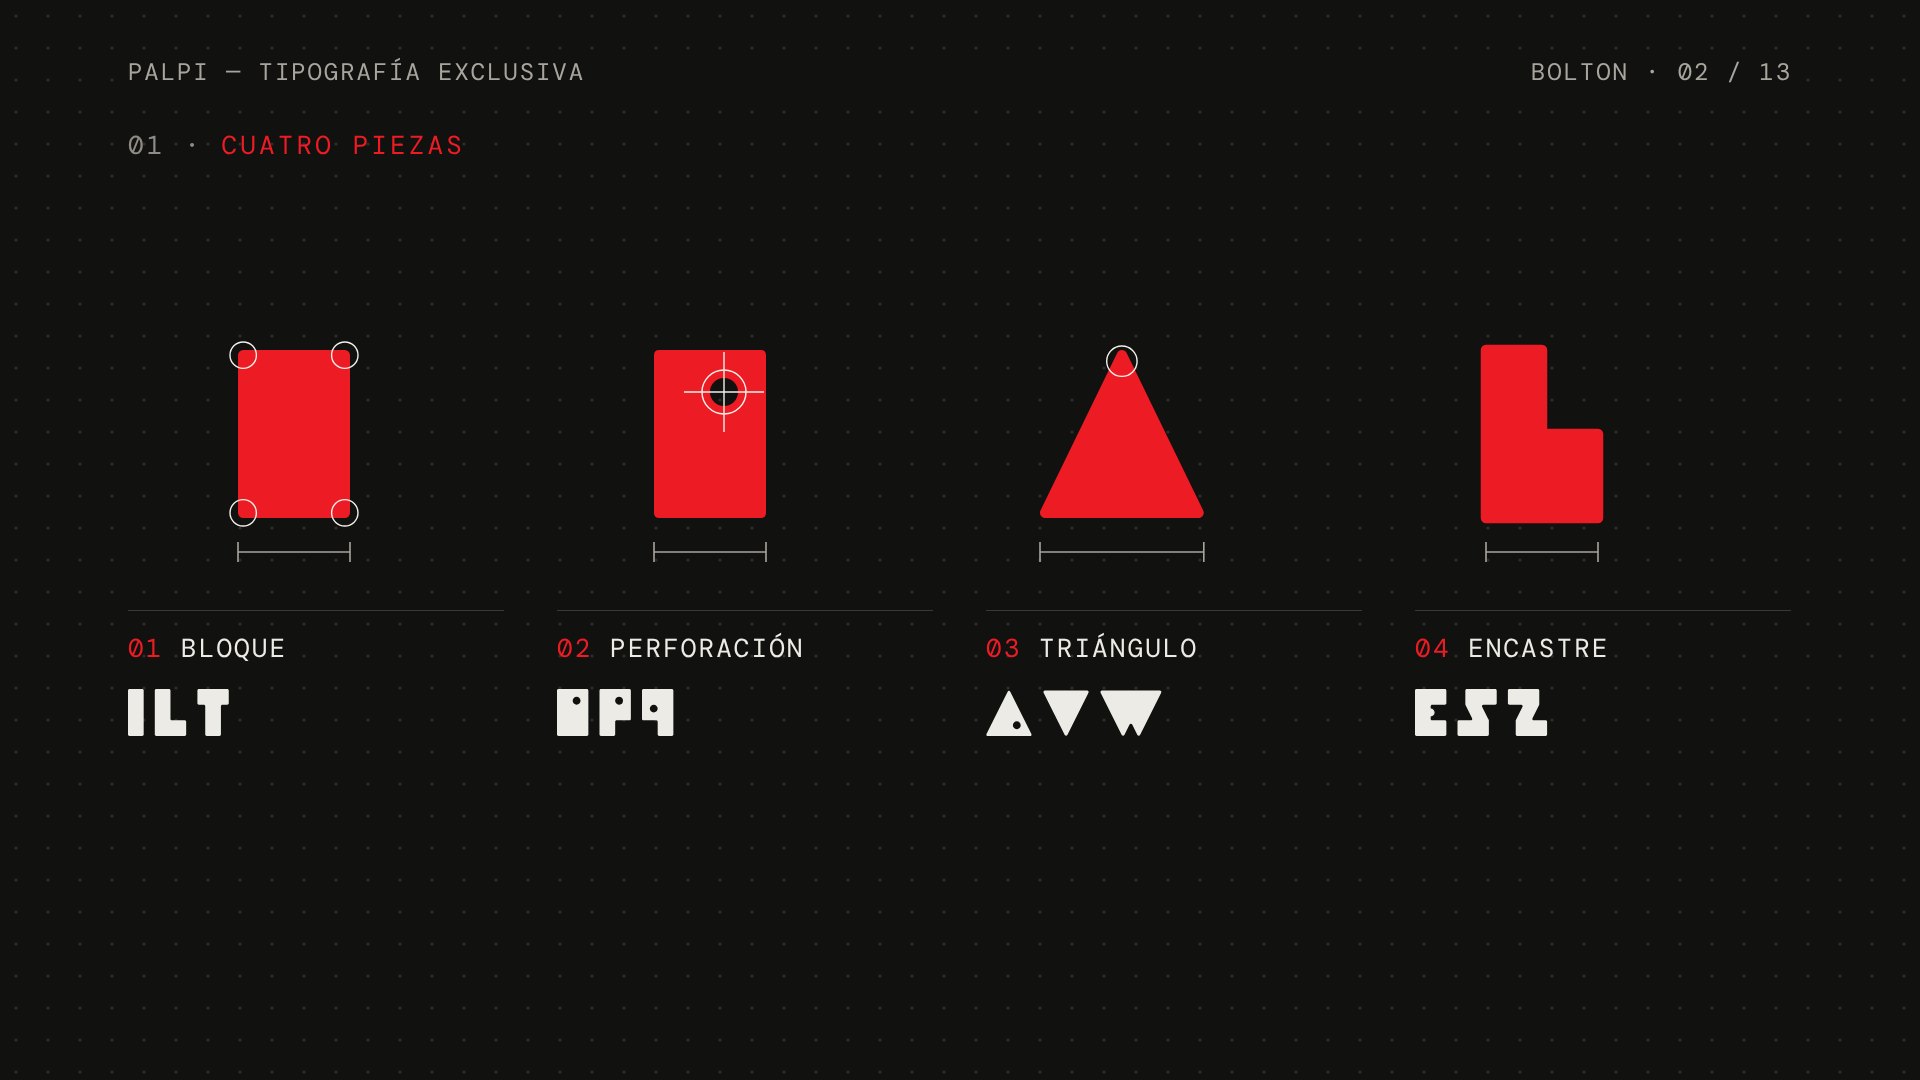 PALPI — TIPOGRAFÍA EXCLUSIVA
BOLTON · 02 / 13
01 · CUATRO PIEZAS
01 BLOQUE
02 PERFORACIÓN
03 TRIÁNGULO
04 ENCASTRE
ILT
OPQ
AVW
ESZ